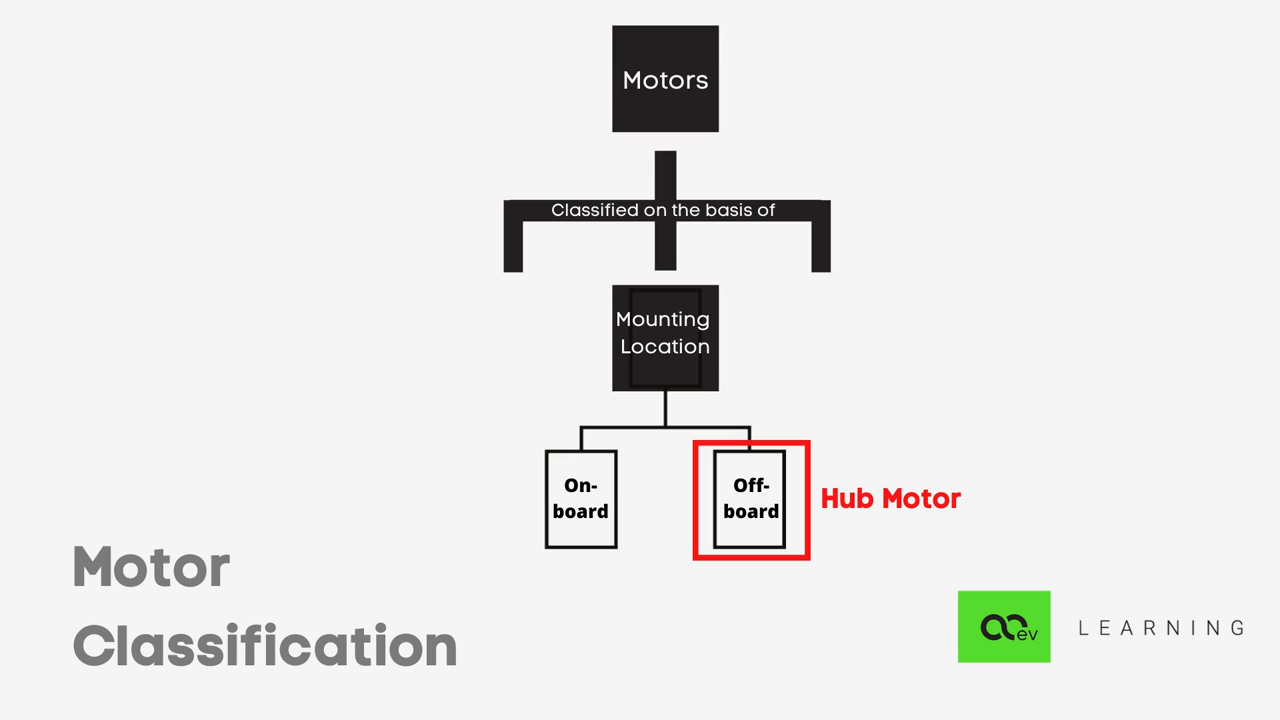 Motors
Classified on the basis of
Mounting
Location
On-
board
Off-
board
Hub Motor
Motor
Classification
ev
LEARNING